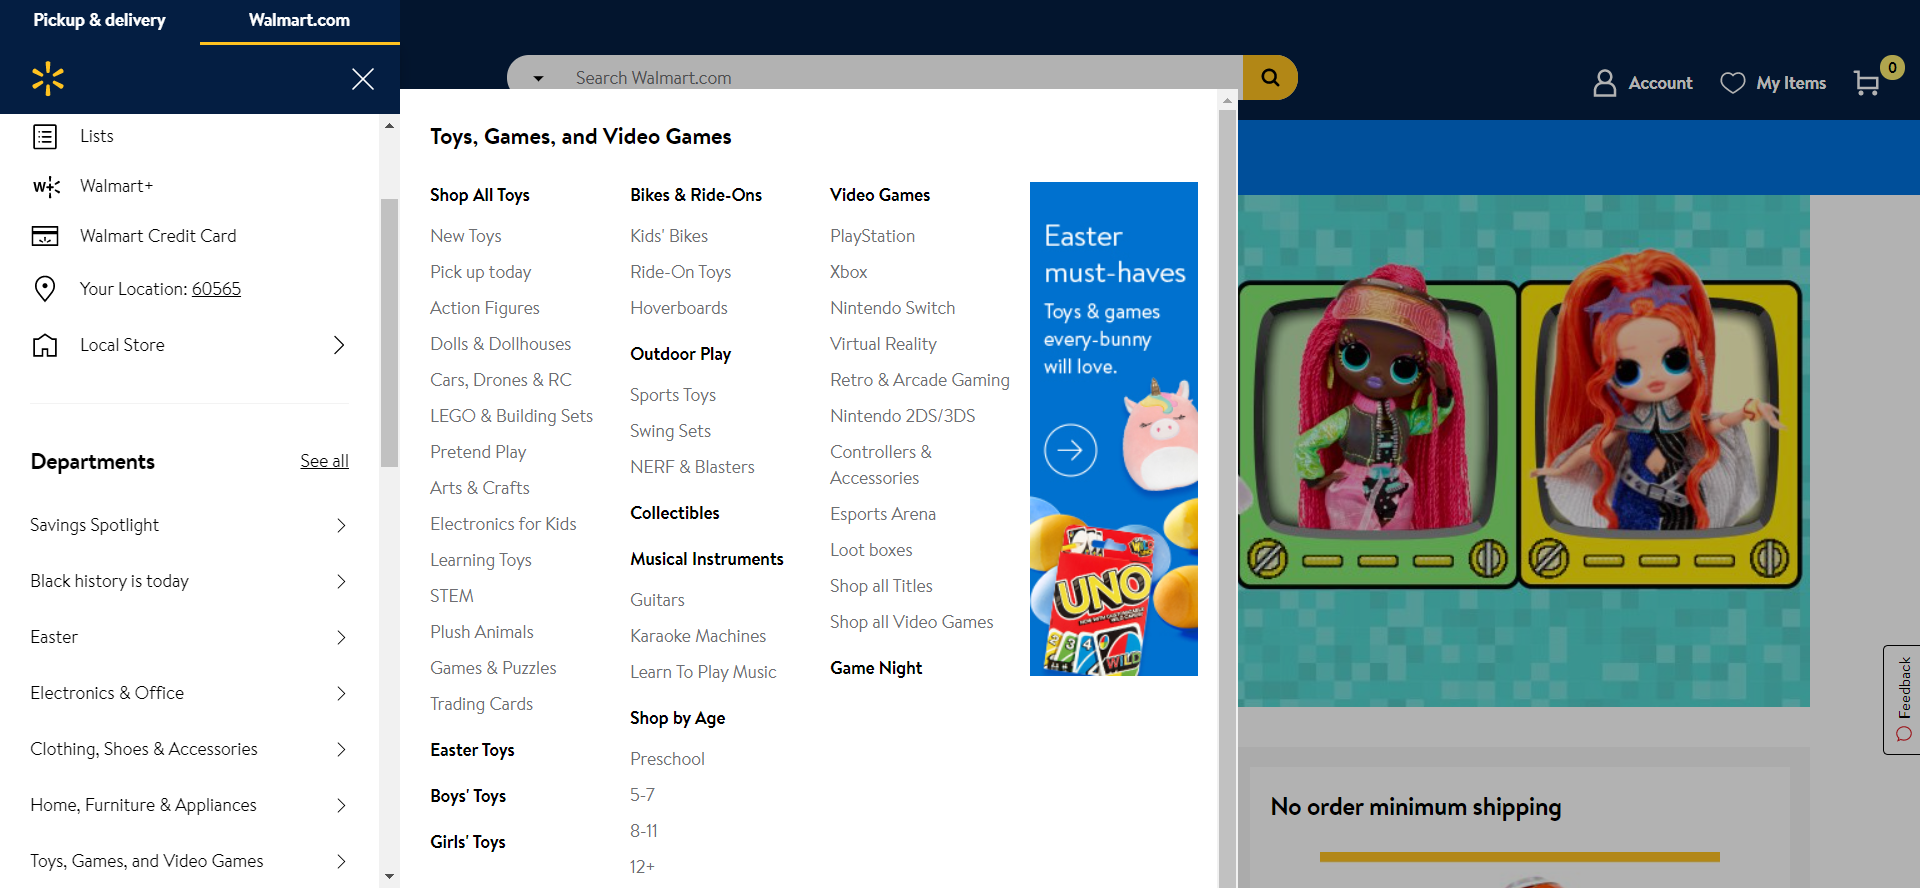 Pickup & delivery
Walmart.com
Search Walmart.com
Account
My Items
0
Lists
W+
Walmart+
Walmart Credit Card
Your Location: 60565
Local Store
Departments
See all
Savings Spotlight
Black history is today
Easter
Electronics & Office
Clothing, Shoes & Accessories
Home, Furniture & Appliances
Toys, Games, and Video Games
Toys, Games, and Video Games
Shop All Toys
New Toys
Pick up today
Action Figures
Dolls & Dollhouses
Cars, Drones & RC
LEGO & Building Sets
Pretend Play
Arts & Crafts
Electronics for Kids
Learning Toys
STEM
Plush Animals
Games & Puzzles
Trading Cards
Easter Toys
Boys' Toys
Girls' Toys
Bikes & Ride-Ons
Kids' Bikes
Ride-On Toys
Hoverboards
Outdoor Play
Sports Toys
Swing Sets
NERF & Blasters
Collectibles
Musical Instruments
Guitars
Karaoke Machines
Learn To Play Music
Shop by Age
Preschool
5-7
8-11
12+
Video Games
PlayStation
Xbox
Nintendo Switch
Virtual Reality
Retro & Arcade Gaming
Nintendo 2DS/3DS
Controllers &
Accessories
Esports Arena
Loot boxes
Shop all Titles
Shop all Video Games
Game Night
Easter
must-haves
Toys & games
every-bunny
will love.
UNO
2 3 4
WILD
Feedback
No order minimum shipping